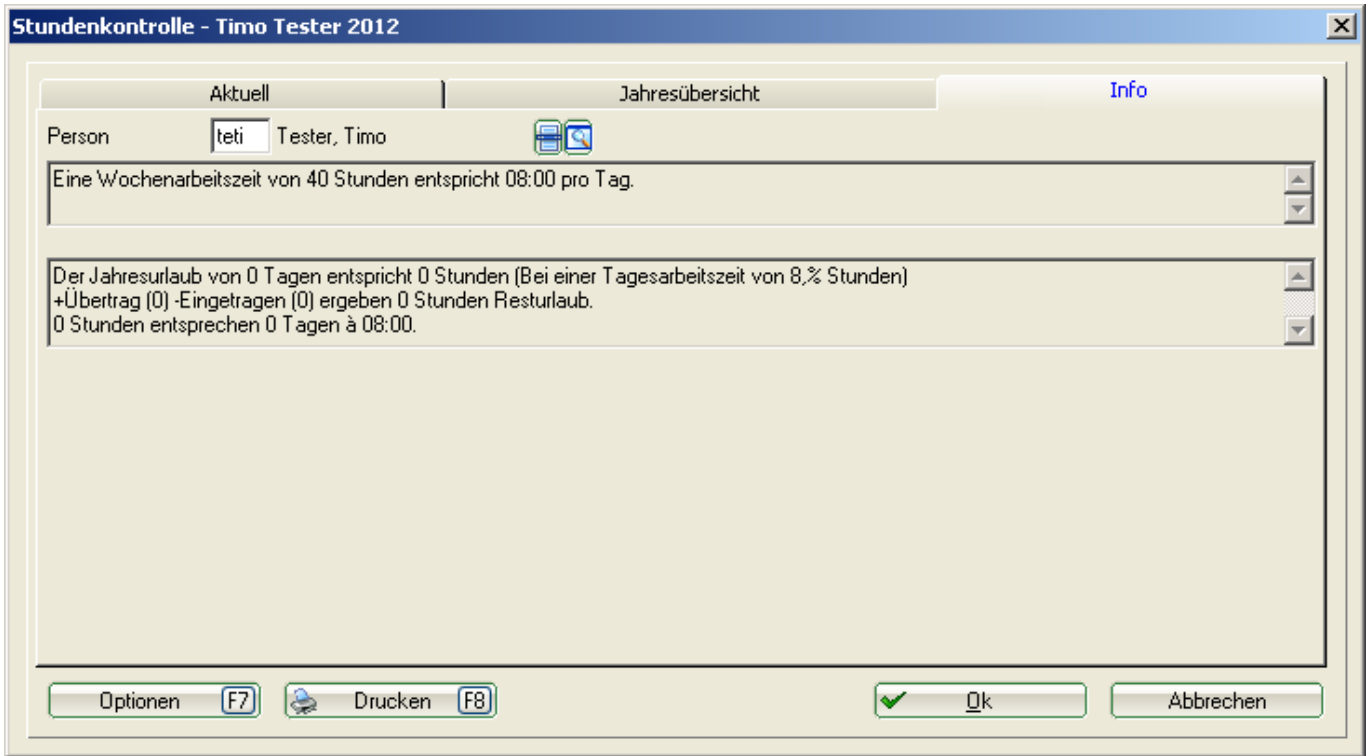 Stundenkontrolle - Timo Tester 2012
Aktuell Jahresübersicht Info
Person teti Tester, Timo
Eine Wochenarbeitszeit von 40 Stunden entspricht 08:00 pro Tag.
Der Jahresurlaub von 0 Tagen entspricht 0 Stunden (Bei einer Tagesarbeitszeit von 8,% Stunden)
+Übertrag (0) -Eingetragen (0) ergeben 0 Stunden Resturlaub.
0 Stunden entsprechen 0 Tagen à 08:00.
Optionen F7 Drucken F8 Ok Abbrechen